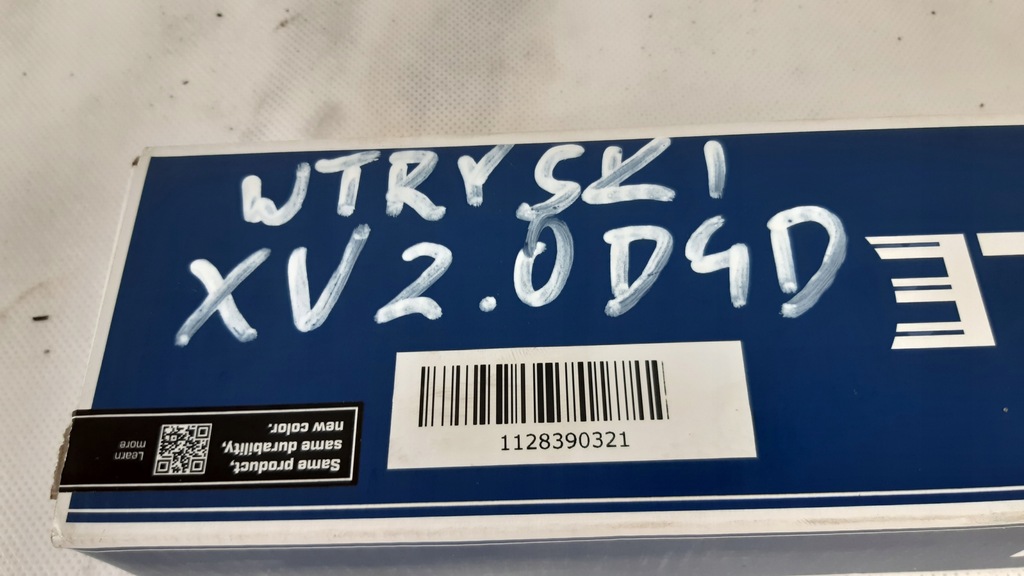 WTRYSKI
XV2.0D4D
1128390321
Same product,
same durability,
new color.
Learn
more